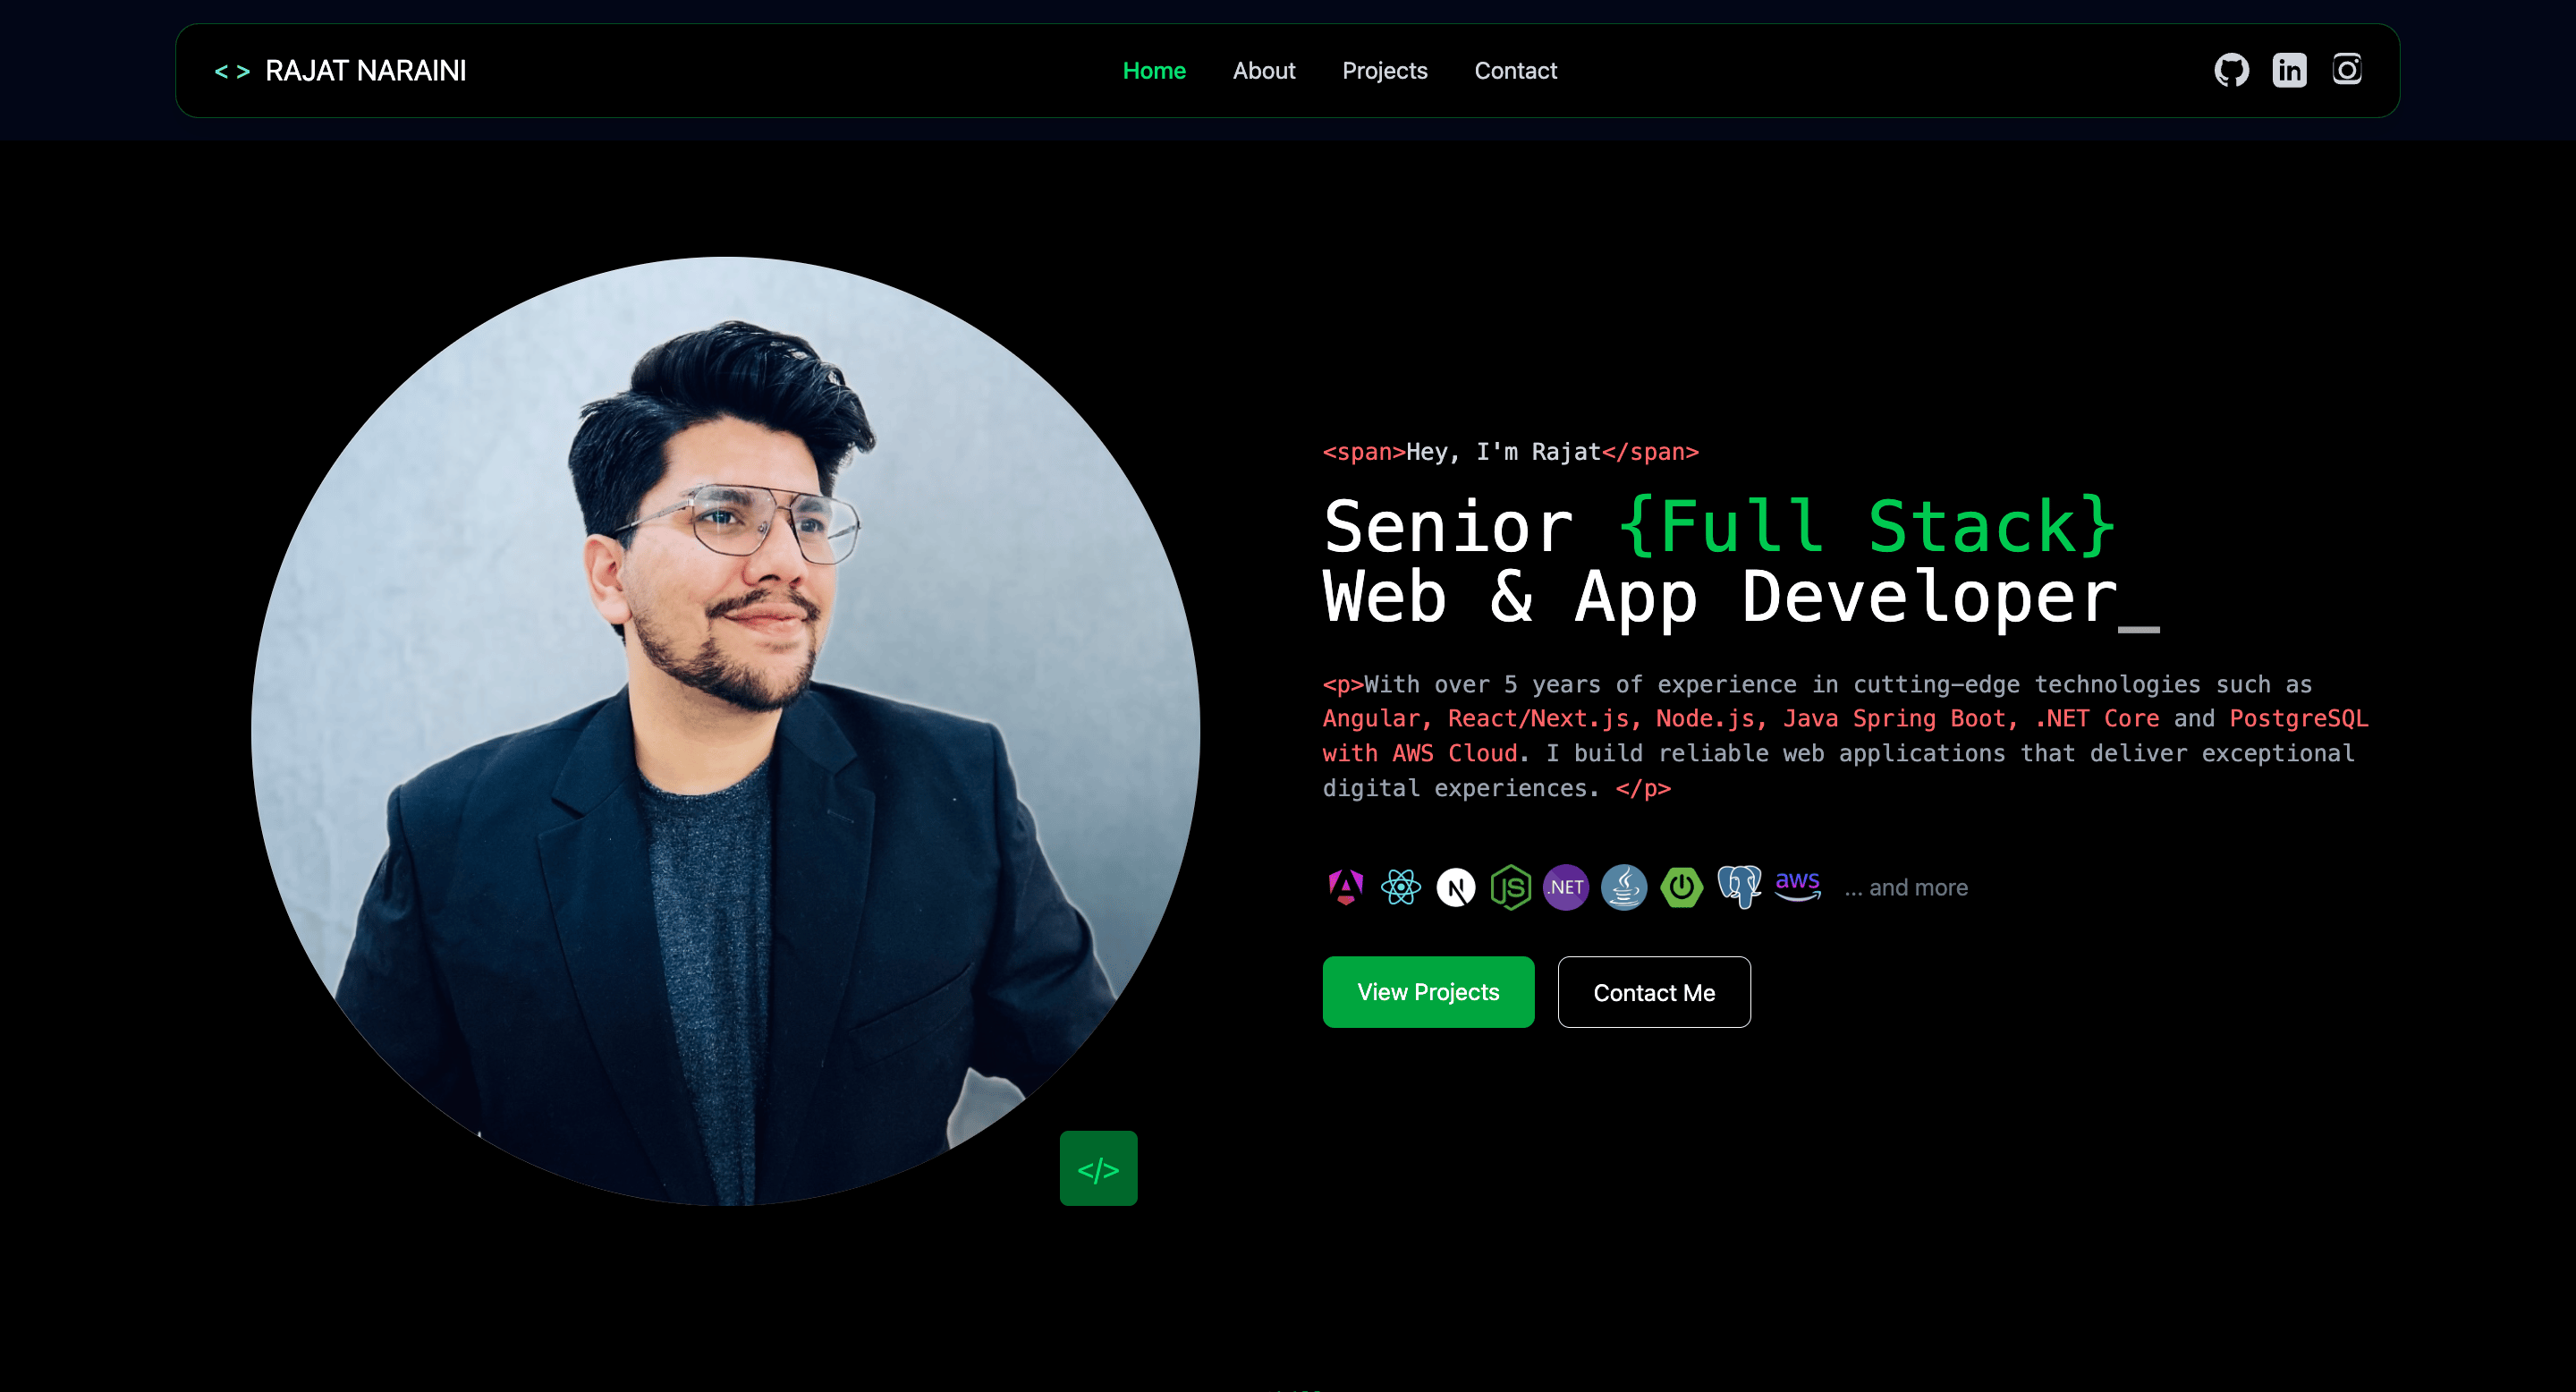 < > RAJAT NARAINI
Home About Projects Contact
in
<span>Hey, I'm Rajat</span>
Senior {Full Stack}
Web & App Developer_
<p>With over 5 years of experience in cutting-edge technologies such as
Angular, React/Next.js, Node.js, Java Spring Boot, .NET Core and PostgreSQL
with AWS Cloud. I build reliable web applications that deliver exceptional
digital experiences. </p>
N JS .NET aws ... and more
View Projects Contact Me
</>